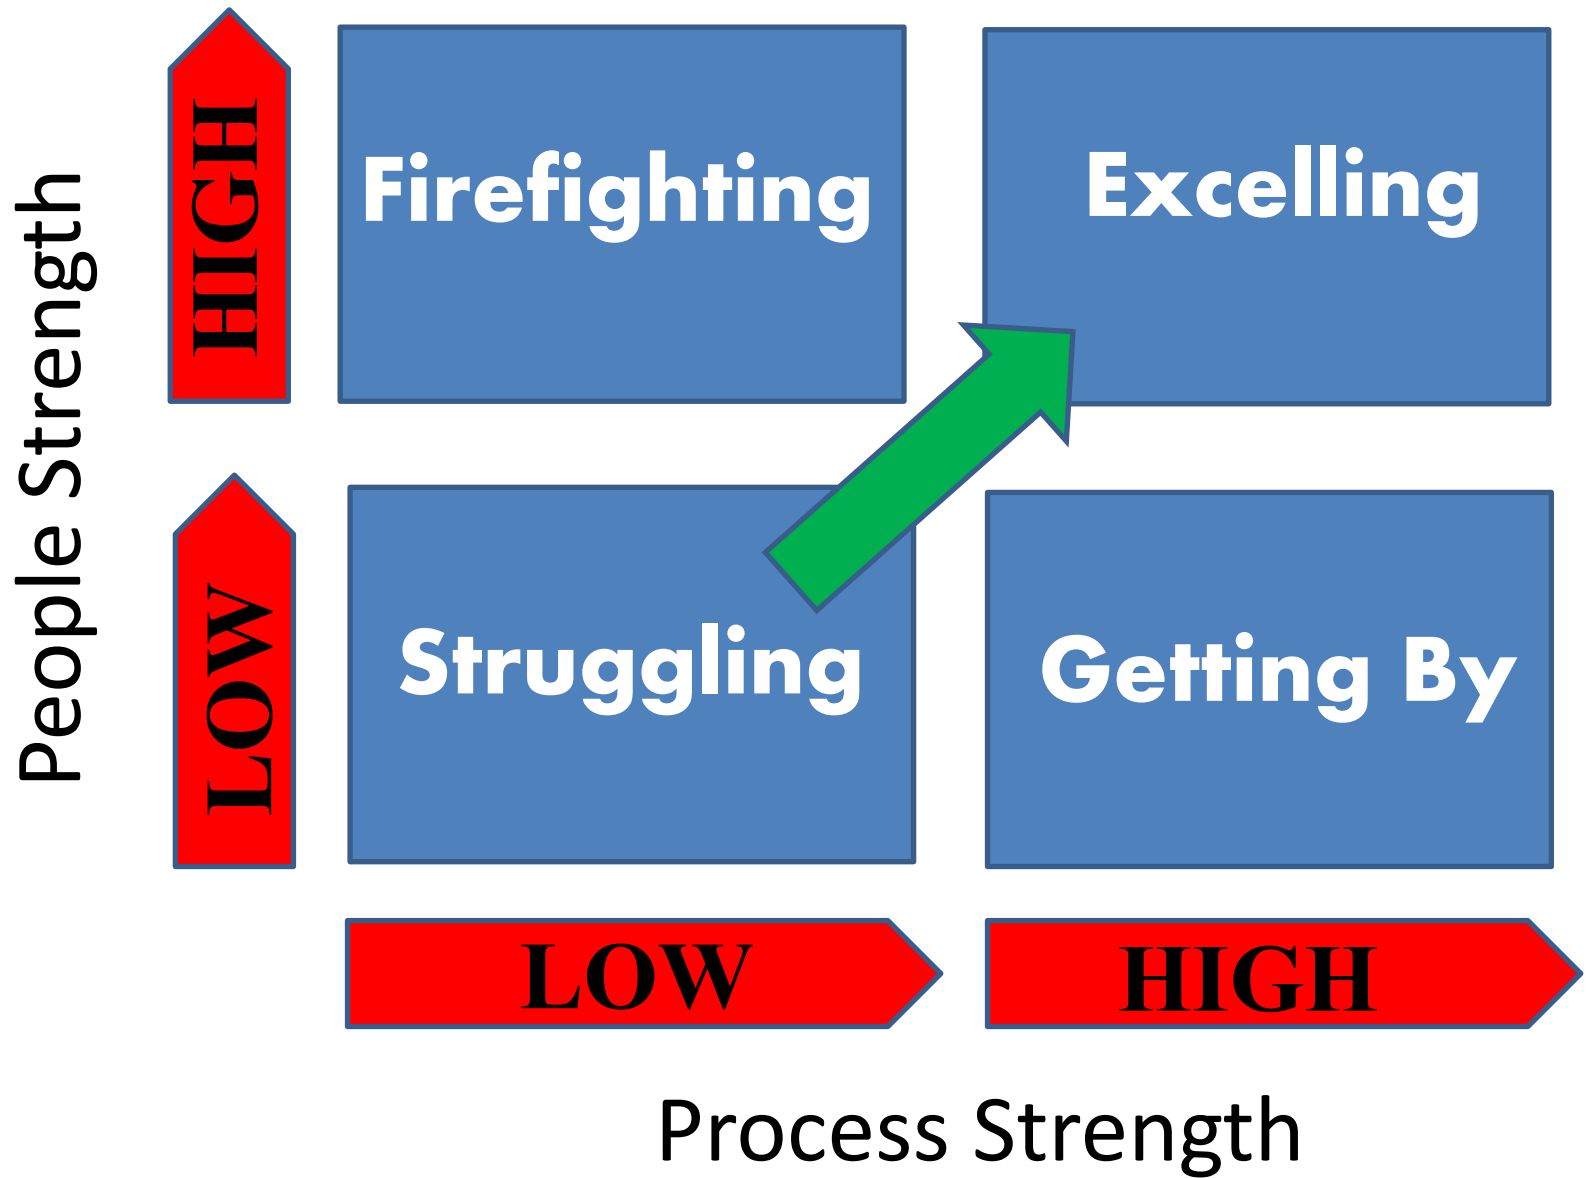 People Strength
HIGH
Firefighting
Excelling
LOW
Struggling
Getting By
LOW
HIGH
Process Strength